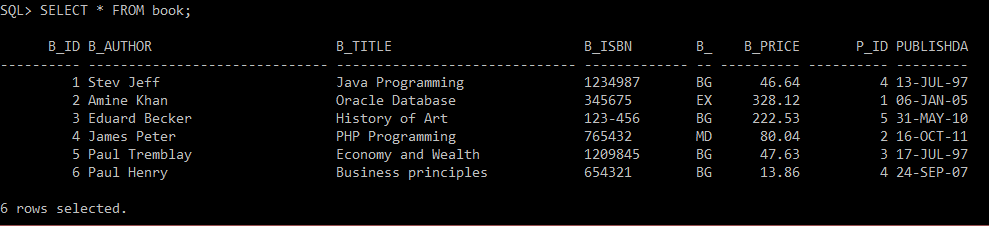 SQL> SELECT * FROM book;
B_ID B_AUTHOR B_TITLE B_ISBN B_ B_PRICE P_ID PUBLISHDA
---------- ------------------------------ ------------------------------ ------------- -- ---------- ---------- ---------
1 Stev Jeff Java Programming 1234987 BG 46.64 4 13-JUL-97
2 Amine Khan Oracle Database 345675 EX 328.12 1 06-JAN-05
3 Eduard Becker History of Art 123-456 BG 222.53 5 31-MAY-10
4 James Peter PHP Programming 765432 MD 80.04 2 16-OCT-11
5 Paul Tremblay Economy and Wealth 1209845 BG 47.63 3 17-JUL-97
6 Paul Henry Business principles 654321 BG 13.86 4 24-SEP-07
6 rows selected.